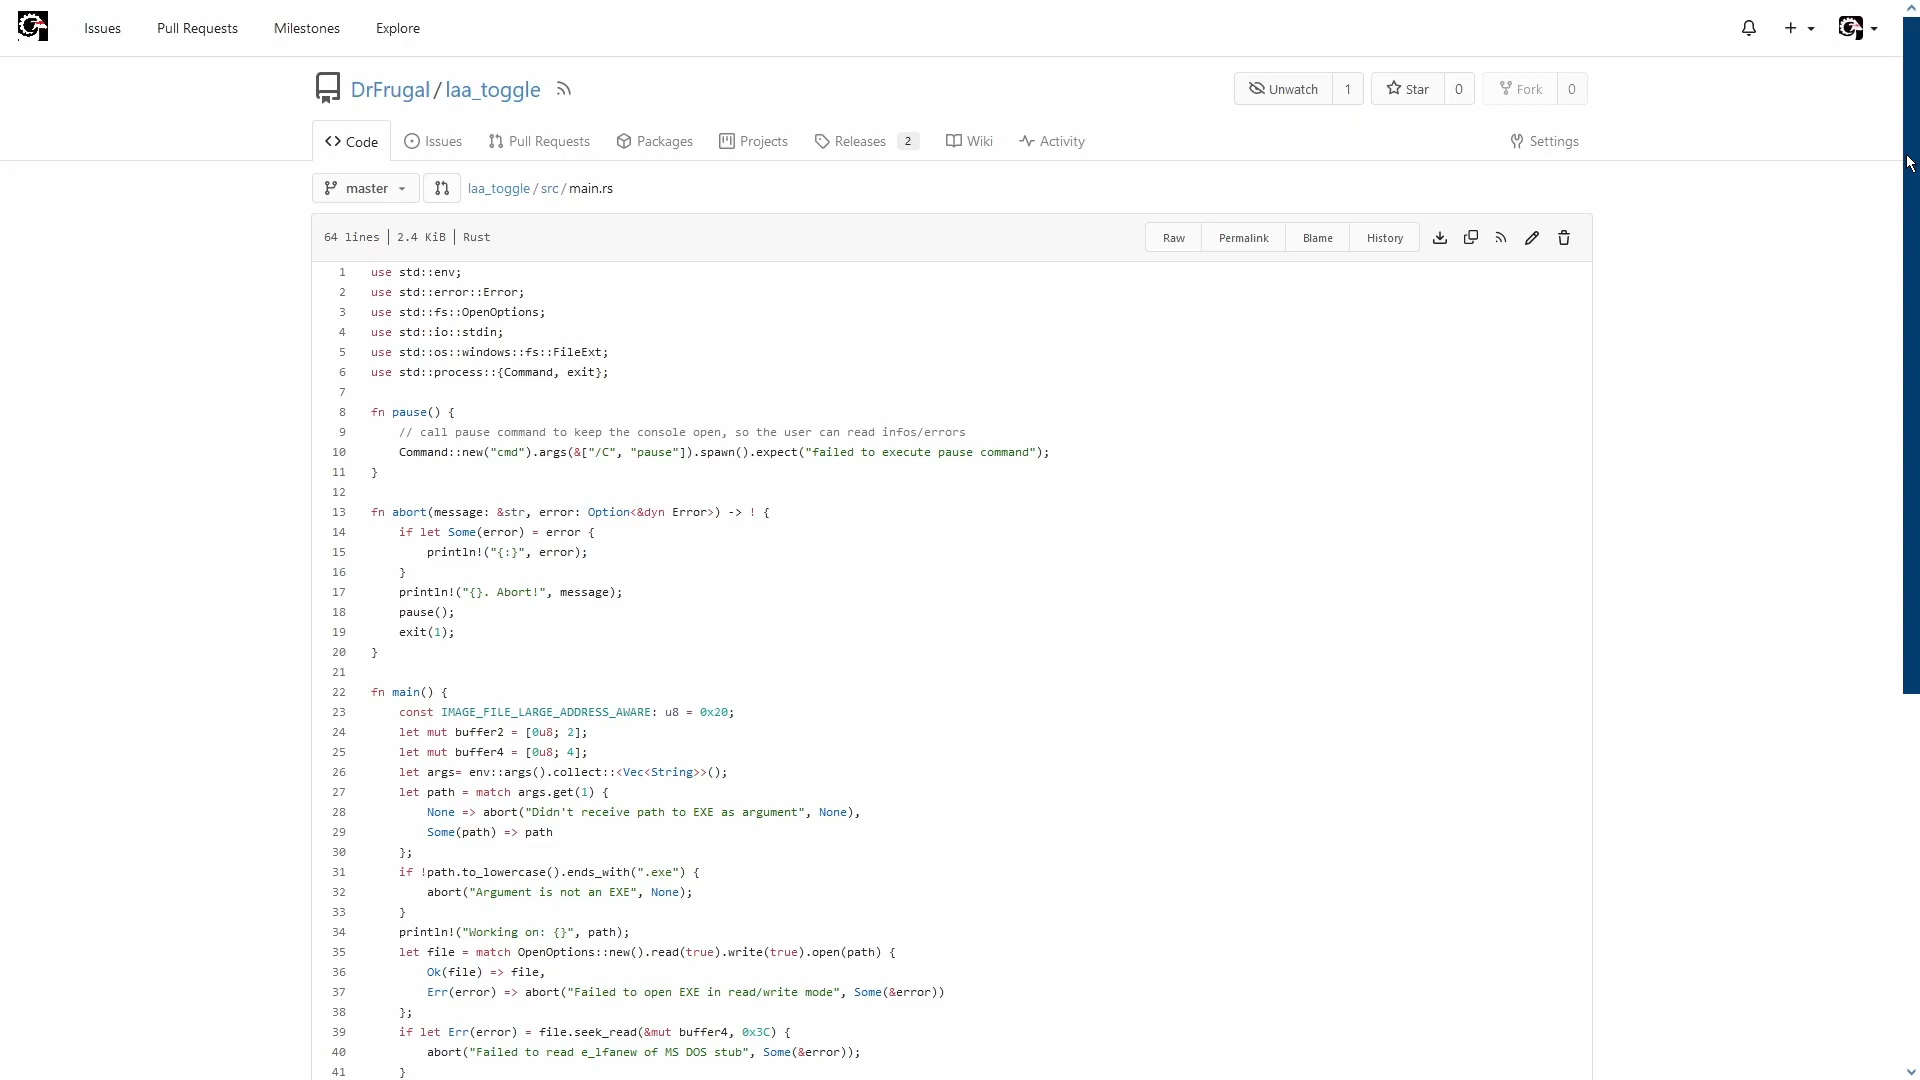 Issues Pull Requests Milestones Explore
DrFrugal / laa_toggle
Unwatch 1 Star 0 Fork 0
Code Issues Pull Requests Packages Projects Releases 2 Wiki Activity Settings
master laa_toggle / src / main.rs
64 lines 2.4 KiB Rust Raw Permalink Blame History
1 use std::env;
2 use std::error::Error;
3 use std::fs::OpenOptions;
4 use std::io::stdin;
5 use std::os::windows::fs::FileExt;
6 use std::process::{Command, exit};
7
8 fn pause() {
9 // call pause command to keep the console open, so the user can read infos/errors
10 Command::new("cmd").args(&["/C", "pause"]).spawn().expect("failed to execute pause command");
11 }
12
13 fn abort(message: &str, error: Option<&dyn Error>) -> ! {
14 if let Some(error) = error {
15 println!("{:}", error);
16 }
17 println!("{}. Abort!", message);
18 pause();
19 exit(1);
20 }
21
22 fn main() {
23 const IMAGE_FILE_LARGE_ADDRESS_AWARE: u8 = 0x20;
24 let mut buffer2 = [0u8; 2];
25 let mut buffer4 = [0u8; 4];
26 let args= env::args().collect::<Vec<String>>();
27 let path = match args.get(1) {
28 None => abort("Didn't receive path to EXE as argument", None),
29 Some(path) => path
30 };
31 if !path.to_lowercase().ends_with(".exe") {
32 abort("Argument is not an EXE", None);
33 }
34 println!("Working on: {}", path);
35 let file = match OpenOptions::new().read(true).write(true).open(path) {
36 Ok(file) => file,
37 Err(error) => abort("Failed to open EXE in read/write mode", Some(&error))
38 };
39 if let Err(error) = file.seek_read(&mut buffer4, 0x3C) {
40 abort("Failed to read e_lfanew of MS DOS stub", Some(&error));
41 }